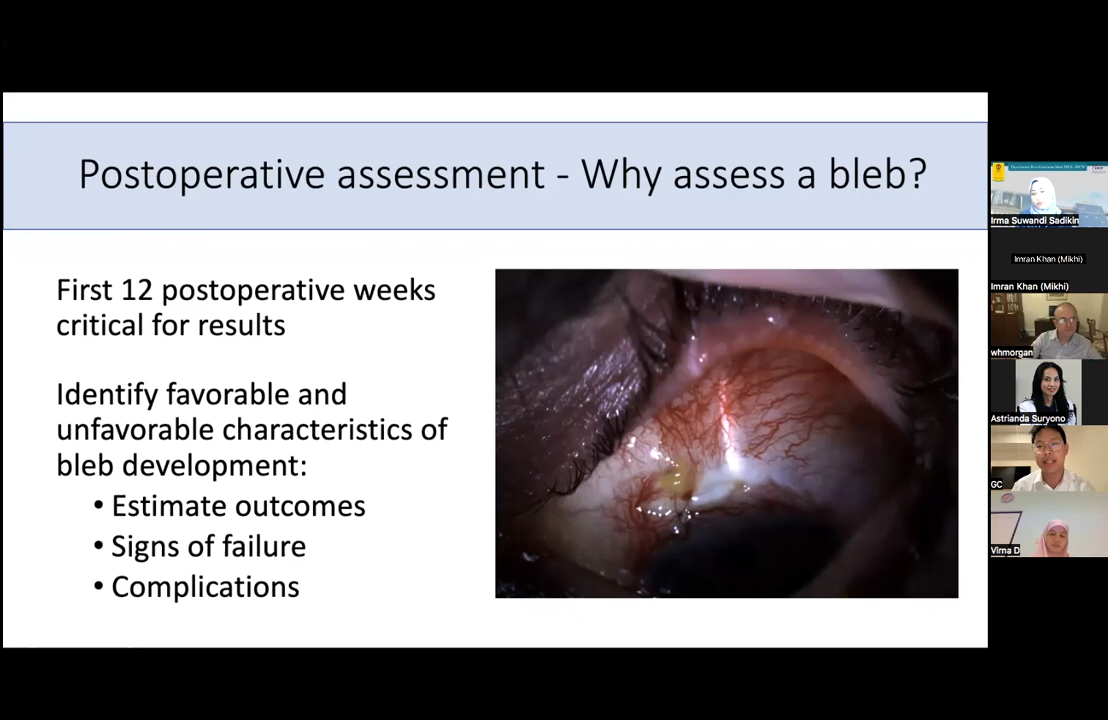 Postoperative assessment - Why assess a bleb?
First 12 postoperative weeks
critical for results
Identify favorable and
unfavorable characteristics of
bleb development:
• Estimate outcomes
• Signs of failure
• Complications
Irma Suwandi Sadikin
Imran Khan (Mikhi)
Imran Khan (Mikhi)
whmorgan
Astrianda Suryono
GC
Virna D